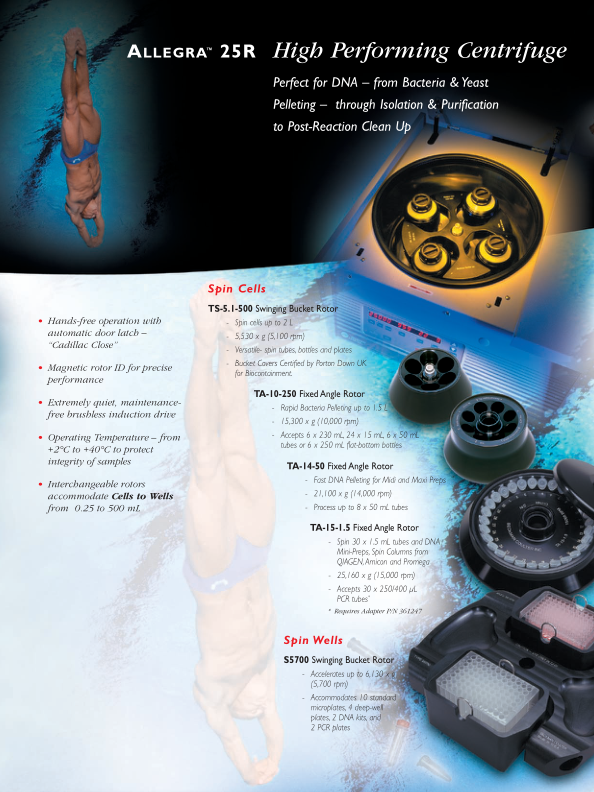 ALLEGRA™ 25R High Performing Centrifuge
Perfect for DNA – from Bacteria & Yeast
Pelleting – through Isolation & Purification
to Post-Reaction Clean Up
• Hands-free operation with
automatic door latch –
“Cadillac Close”
• Magnetic rotor ID for precise
performance
• Extremely quiet, maintenance-
free brushless induction drive
• Operating Temperature – from
+2°C to +40°C to protect
integrity of samples
• Interchangeable rotors
accommodate Cells to Wells
from 0.25 to 500 mL
Spin Cells
TS-5.1-500 Swinging Bucket Rotor
- Spin cells up to 2 L
- 5,530 x g (5,100 rpm)
- Versatile- spin tubes, bottles and plates
- Bucket Covers Certified by Porton Down UK
for Biocontainment.
TA-10-250 Fixed Angle Rotor
- Rapid Bacteria Pelleting up to 1.5 L
- 15,300 x g (10,000 rpm)
- Accepts 6 x 230 mL, 24 x 15 mL, 6 x 50 mL
tubes or 6 x 250 mL flat-bottom bottles
TA-14-50 Fixed Angle Rotor
- Fast DNA Pelleting for Midi and Maxi Preps
- 21,100 x g (14,000 rpm)
- Process up to 8 x 50 mL tubes
TA-15-1.5 Fixed Angle Rotor
- Spin 30 x 1.5 mL tubes and DNA
Mini-Preps, Spin Columns from
QIAGEN, Amicon and Promega
- 25,160 x g (15,000 rpm)
- Accepts 30 x 250/400 µL
PCR tubes*
* Requires Adapter P/N 361247
Spin Wells
S5700 Swinging Bucket Rotor
- Accelerates up to 6,130 x g
(5,700 rpm)
- Accommodates 10 standard
microplates, 4 deep-well
plates, 2 DNA kits, and
2 PCR plates